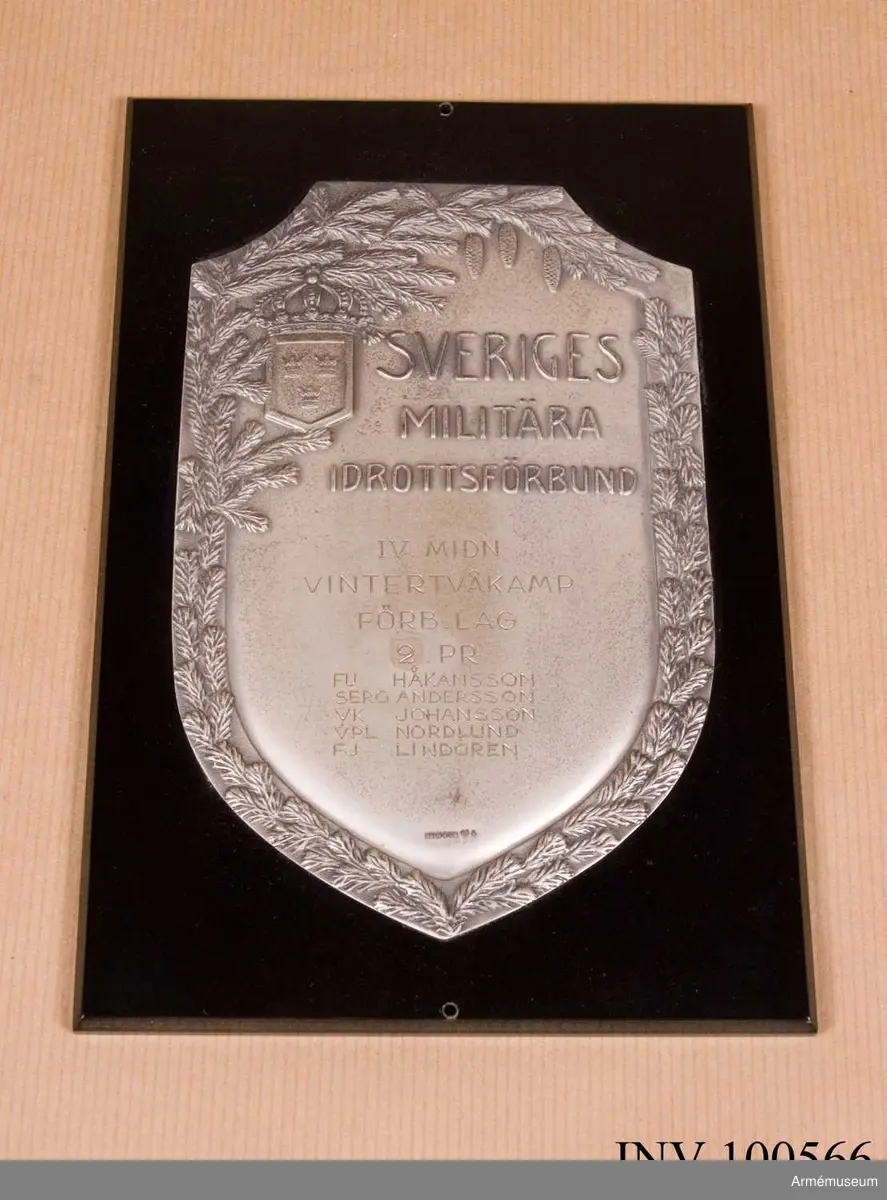 SVERIGES
MILITÄRA
IDROTTSFÖRBUND
IV. MIDN
VINTERTVÅKAMP
FÖRB. LAG
2 PR
FU HÅKANSSON
SERG ANDERSSON
VK JOHANSSON
VPL NORDLUND
FJ LINDGREN
INV 100566
Armémuseum